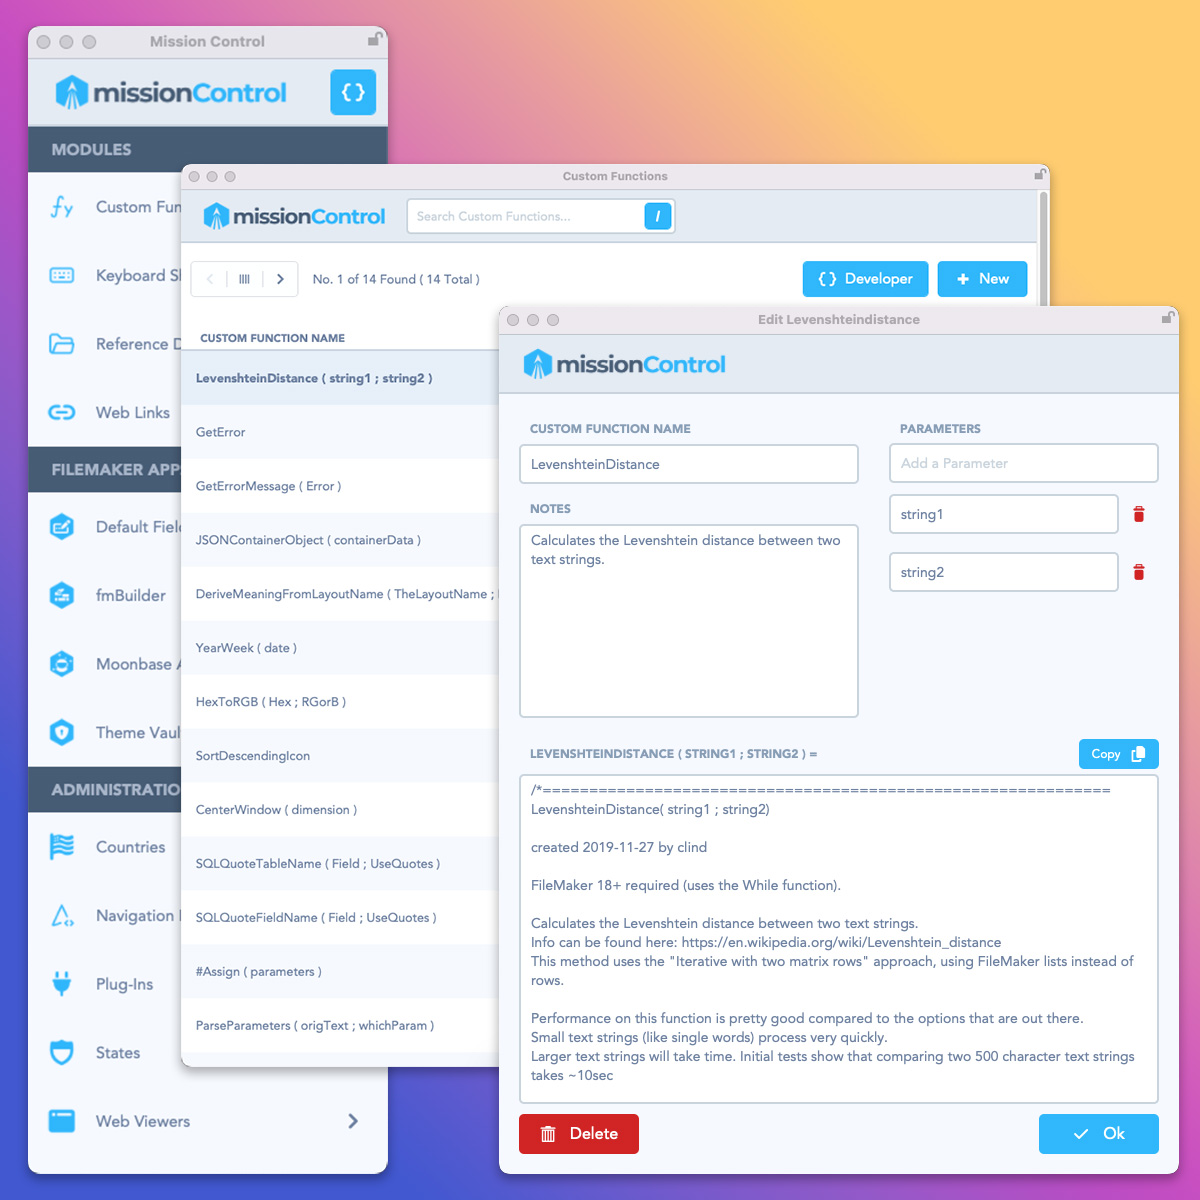 Mission Control
missionControl
{}
MODULES
Custom Fun
Keyboard S
Reference D
Web Links
FILEMAKER APP
Default Fiel
fmBuilder
Moonbase A
Theme Vaul
ADMINISTRATIO
Countries
Navigation
Plug-Ins
States
Web Viewers
Custom Functions
missionControl
Search Custom Functions...
/
No. 1 of 14 Found ( 14 Total )
{} Developer
+ New
CUSTOM FUNCTION NAME
LevenshteinDistance ( string1 ; string2 )
GetError
GetErrorMessage ( Error )
JSONContainerObject ( containerData )
DeriveMeaningFromLayoutName ( TheLayoutName ;
YearWeek ( date )
HexToRGB ( Hex ; RGorB )
SortDescendingIcon
CenterWindow ( dimension )
SQLQuoteTableName ( Field ; UseQuotes )
SQLQuoteFieldName ( Field ; UseQuotes )
#Assign ( parameters )
ParseParameters ( origText ; whichParam )
Edit Levenshteindistance
missionControl
CUSTOM FUNCTION NAME
LevenshteinDistance
NOTES
Calculates the Levenshtein distance between two
text strings.
PARAMETERS
Add a Parameter
string1
string2
LEVENSHTEINDISTANCE ( STRING1 ; STRING2 ) =
Copy
/*=============================================================
LevenshteinDistance( string1 ; string2)
created 2019-11-27 by clind
FileMaker 18+ required (uses the While function).
Calculates the Levenshtein distance between two text strings.
Info can be found here: https://en.wikipedia.org/wiki/Levenshtein_distance
This method uses the "Iterative with two matrix rows" approach, using FileMaker lists instead of
rows.
Performance on this function is pretty good compared to the options that are out there.
Small text strings (like single words) process very quickly.
Larger text strings will take time. Initial tests show that comparing two 500 character text strings
takes ~10sec
Delete
Ok